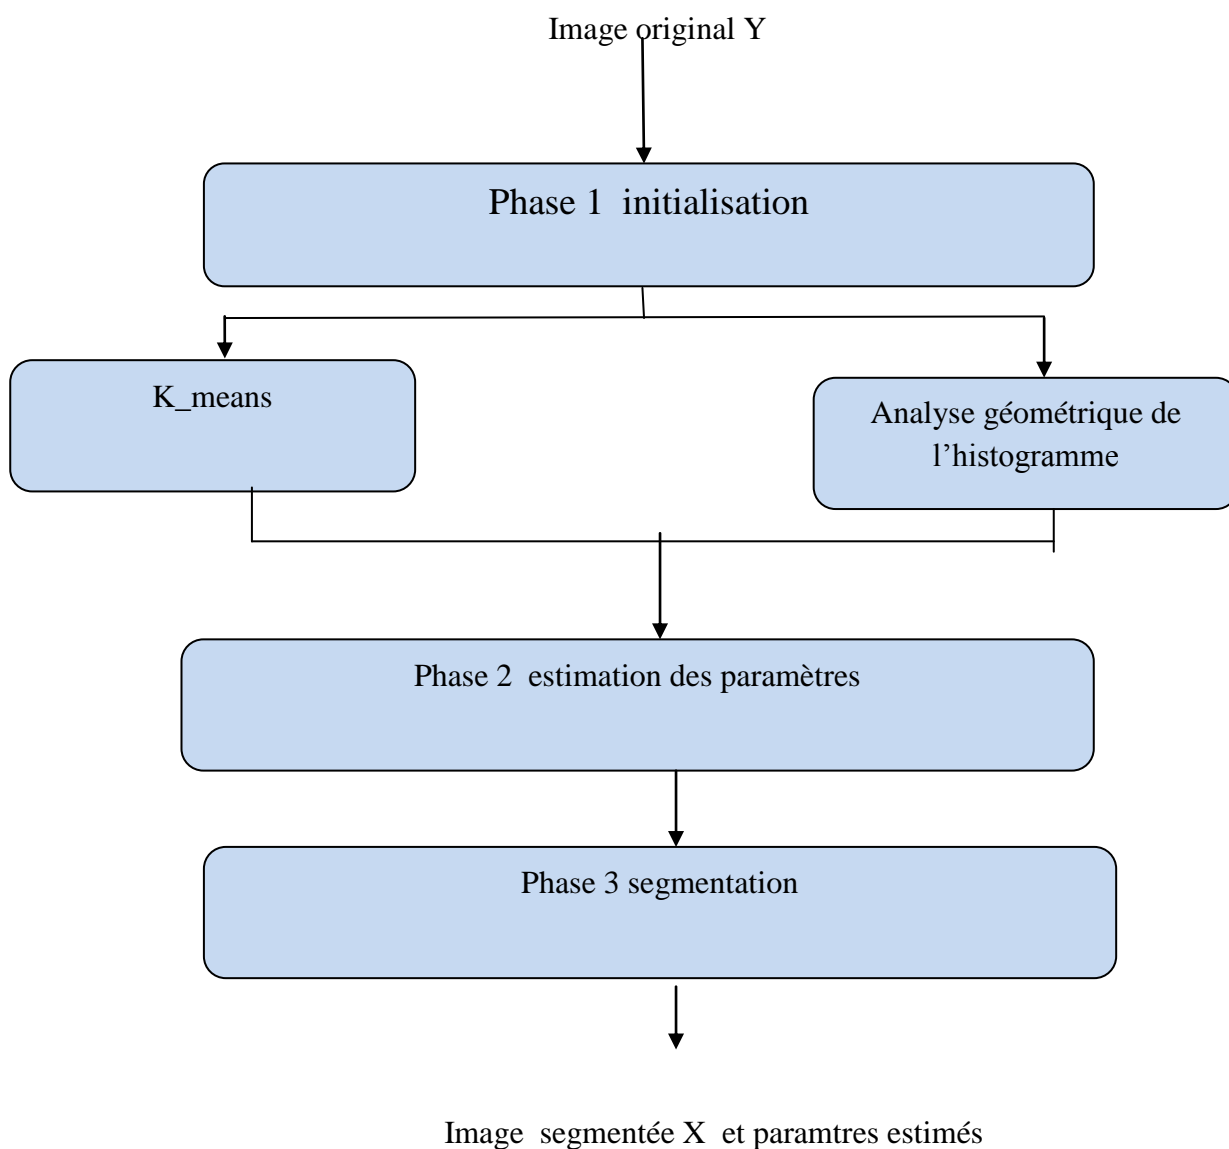 Image original Y
Phase 1 initialisation
K_means
Analyse géométrique de
l’histogramme
Phase 2 estimation des paramètres
Phase 3 segmentation
Image segmentée X et paramtres estimés